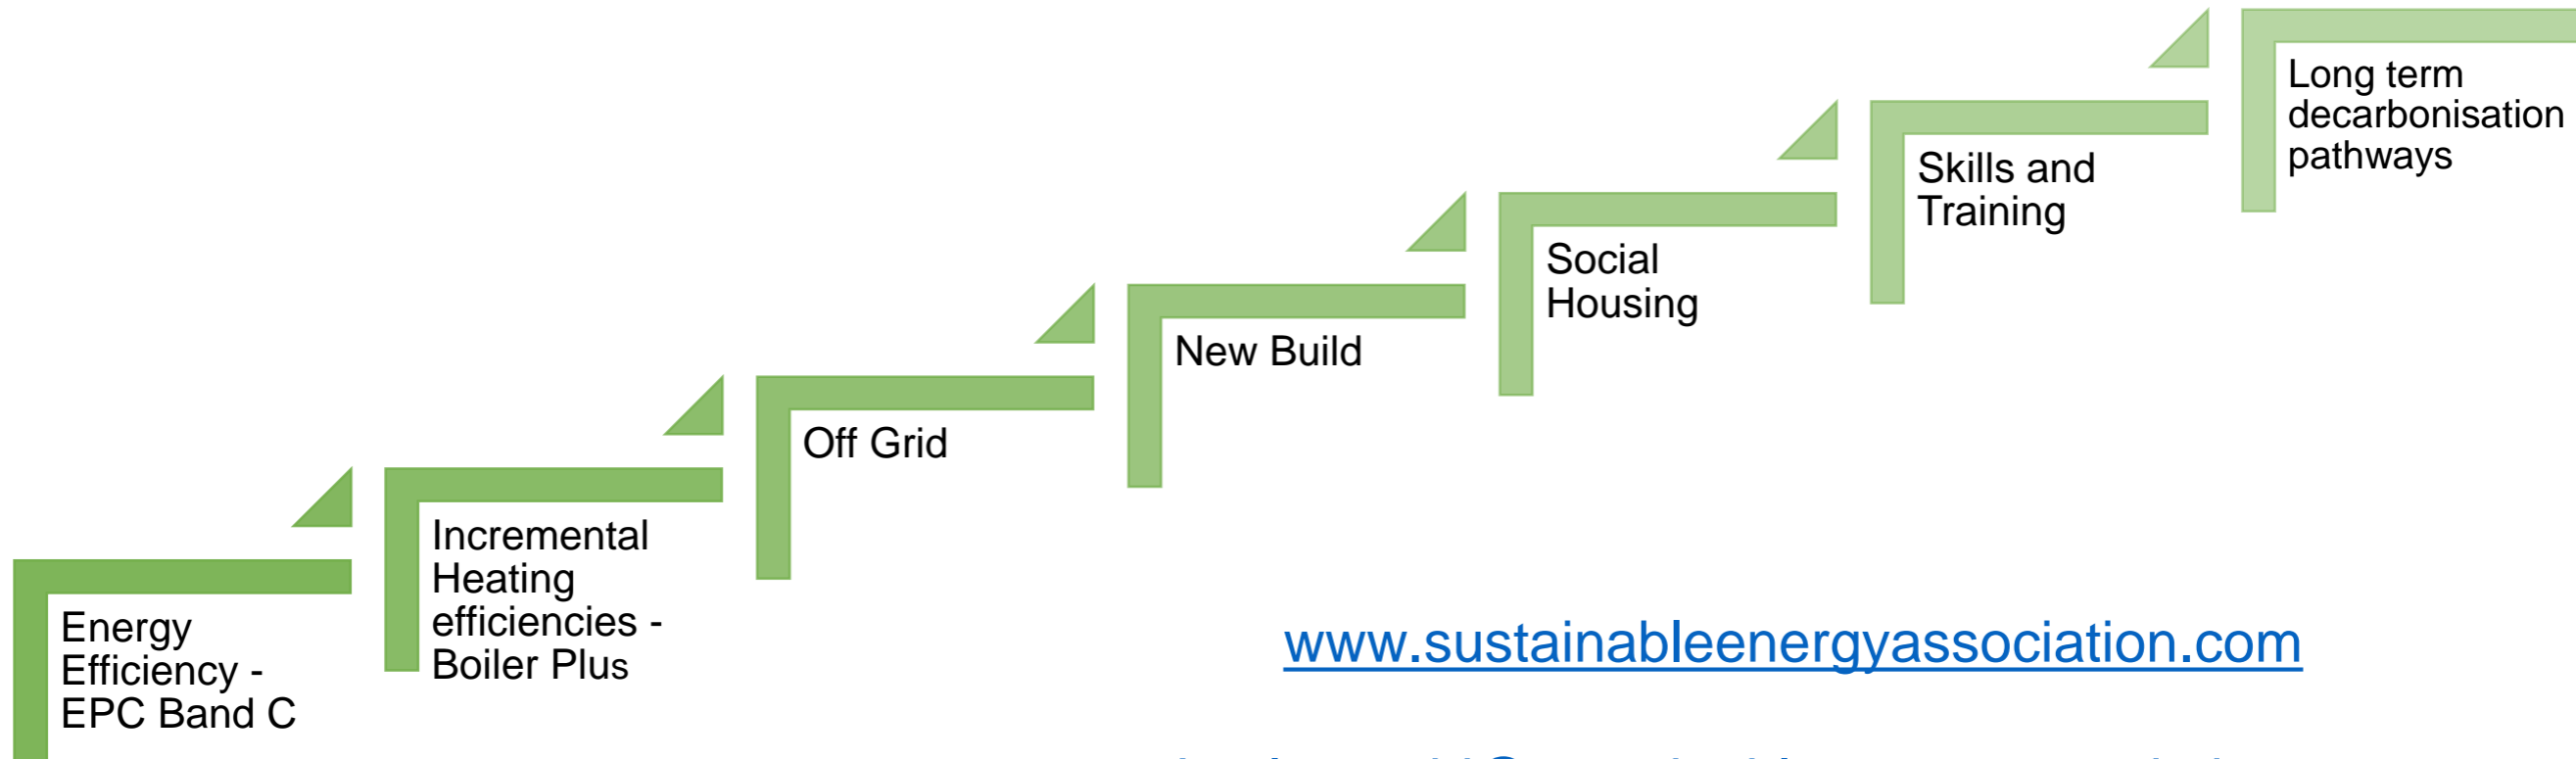 Energy
Efficiency -
EPC Band C
Incremental
Heating
efficiencies -
Boiler Plus
Off Grid
New Build
Social
Housing
Skills and
Training
Long term
decarbonisation
pathways
www.sustainableenergyassociation.com